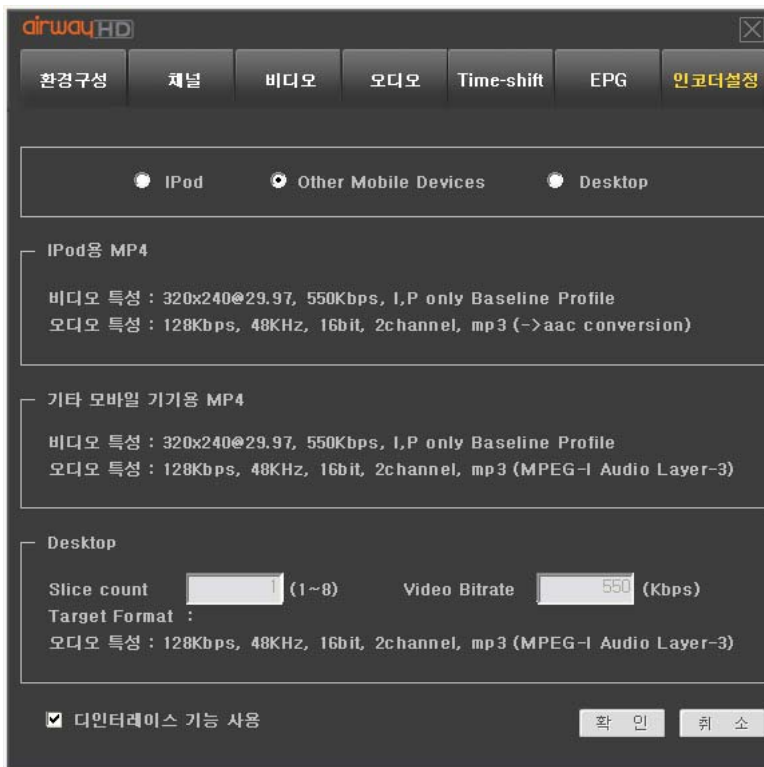 airwayHD
환경구성 채널 비디오 오디오 Time-shift EPG 인코더설정
IPod Other Mobile Devices Desktop
IPod용 MP4
비디오 특성 : 320x240@29.97, 550Kbps, I,P only Baseline Profile
오디오 특성 : 128Kbps, 48KHz, 16bit, 2channel, mp3 (->aac conversion)
기타 모바일 기기용 MP4
비디오 특성 : 320x240@29.97, 550Kbps, I,P only Baseline Profile
오디오 특성 : 128Kbps, 48KHz, 16bit, 2channel, mp3 (MPEG-I Audio Layer-3)
Desktop
Slice count 1 (1~8) Video Bitrate 550 (Kbps)
Target Format :
오디오 특성 : 128Kbps, 48KHz, 16bit, 2channel, mp3 (MPEG-I Audio Layer-3)
디인터레이스 기능 사용 확 인 취 소